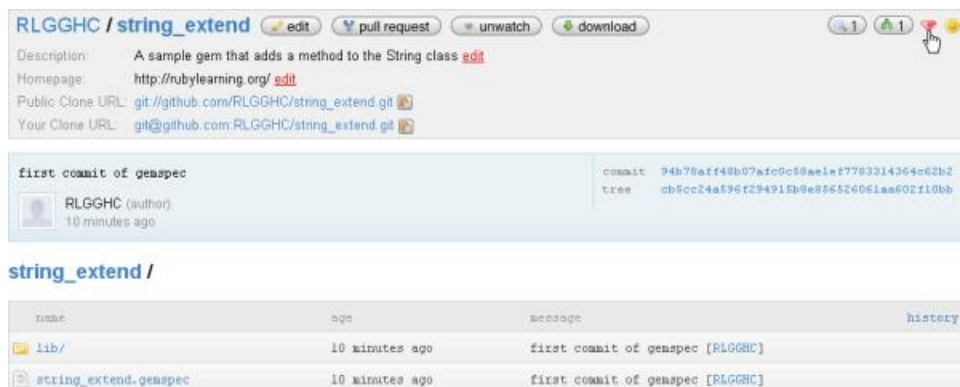 RLGGHC / string_extend edit pull request unwatch download 1 1
Description: A sample gem that adds a method to the String class edit
Homepage: http://rubylearning.org/ edit
Public Clone URL: git://github.com/RLGGHC/string_extend.git
Your Clone URL: git@github.com:RLGGHC/string_extend.git
first commit of gemspec
RLGGHC (author)
10 minutes ago
commit
tree
string_extend /
name age message history
lib/ 10 minutes ago first commit of gemspec [RLGGHC]
string_extend.gemspec 10 minutes ago first commit of gemspec [RLGGHC]